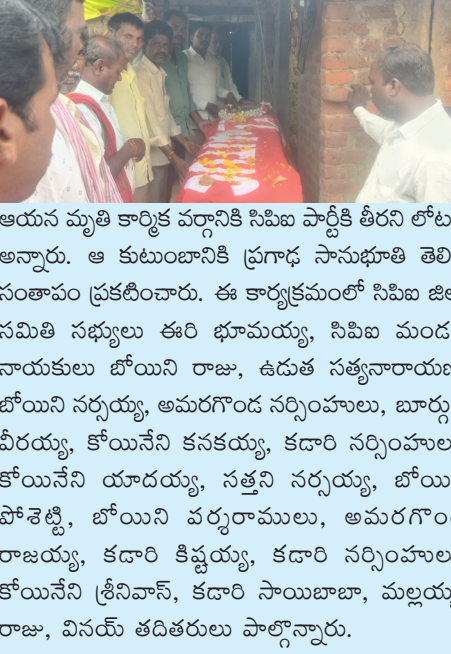 ఆయన మృతి కార్మిక వర్గానికి సిపిఐ పార్టీకి తీరని లోటు
అన్నారు. ఆ కుటుంబానికి ప్రగాఢ సానుభూతి తెలి
సంతాపం ప్రకటించారు. ఈ కార్యక్రమంలో సిపిఐ జిల
సమితి సభ్యులు ఈరి భూమయ్య, సిపిఐ మండ
నాయకులు బోయిని రాజు, ఉడుత సత్యనారాయణ
బోయిని నర్సయ్య, అమరగొండ నర్సింహులు, బూర్గు
వీరయ్య, కోయినేని కనకయ్య, కడారి నర్సింహుల
కోయినేని యాదయ్య, సత్తని నర్సయ్య, బోయి
పోశెట్టి, బోయిని పర్శరాములు, అమరగొం
రాజయ్య, కడారి కిష్టయ్య, కడారి నర్సింహుల
కోయినేని శ్రీనివాస్, కడారి సాయిబాబా, మల్లయ్య
రాజు, వినయ్ తదితరులు పాల్గొన్నారు.